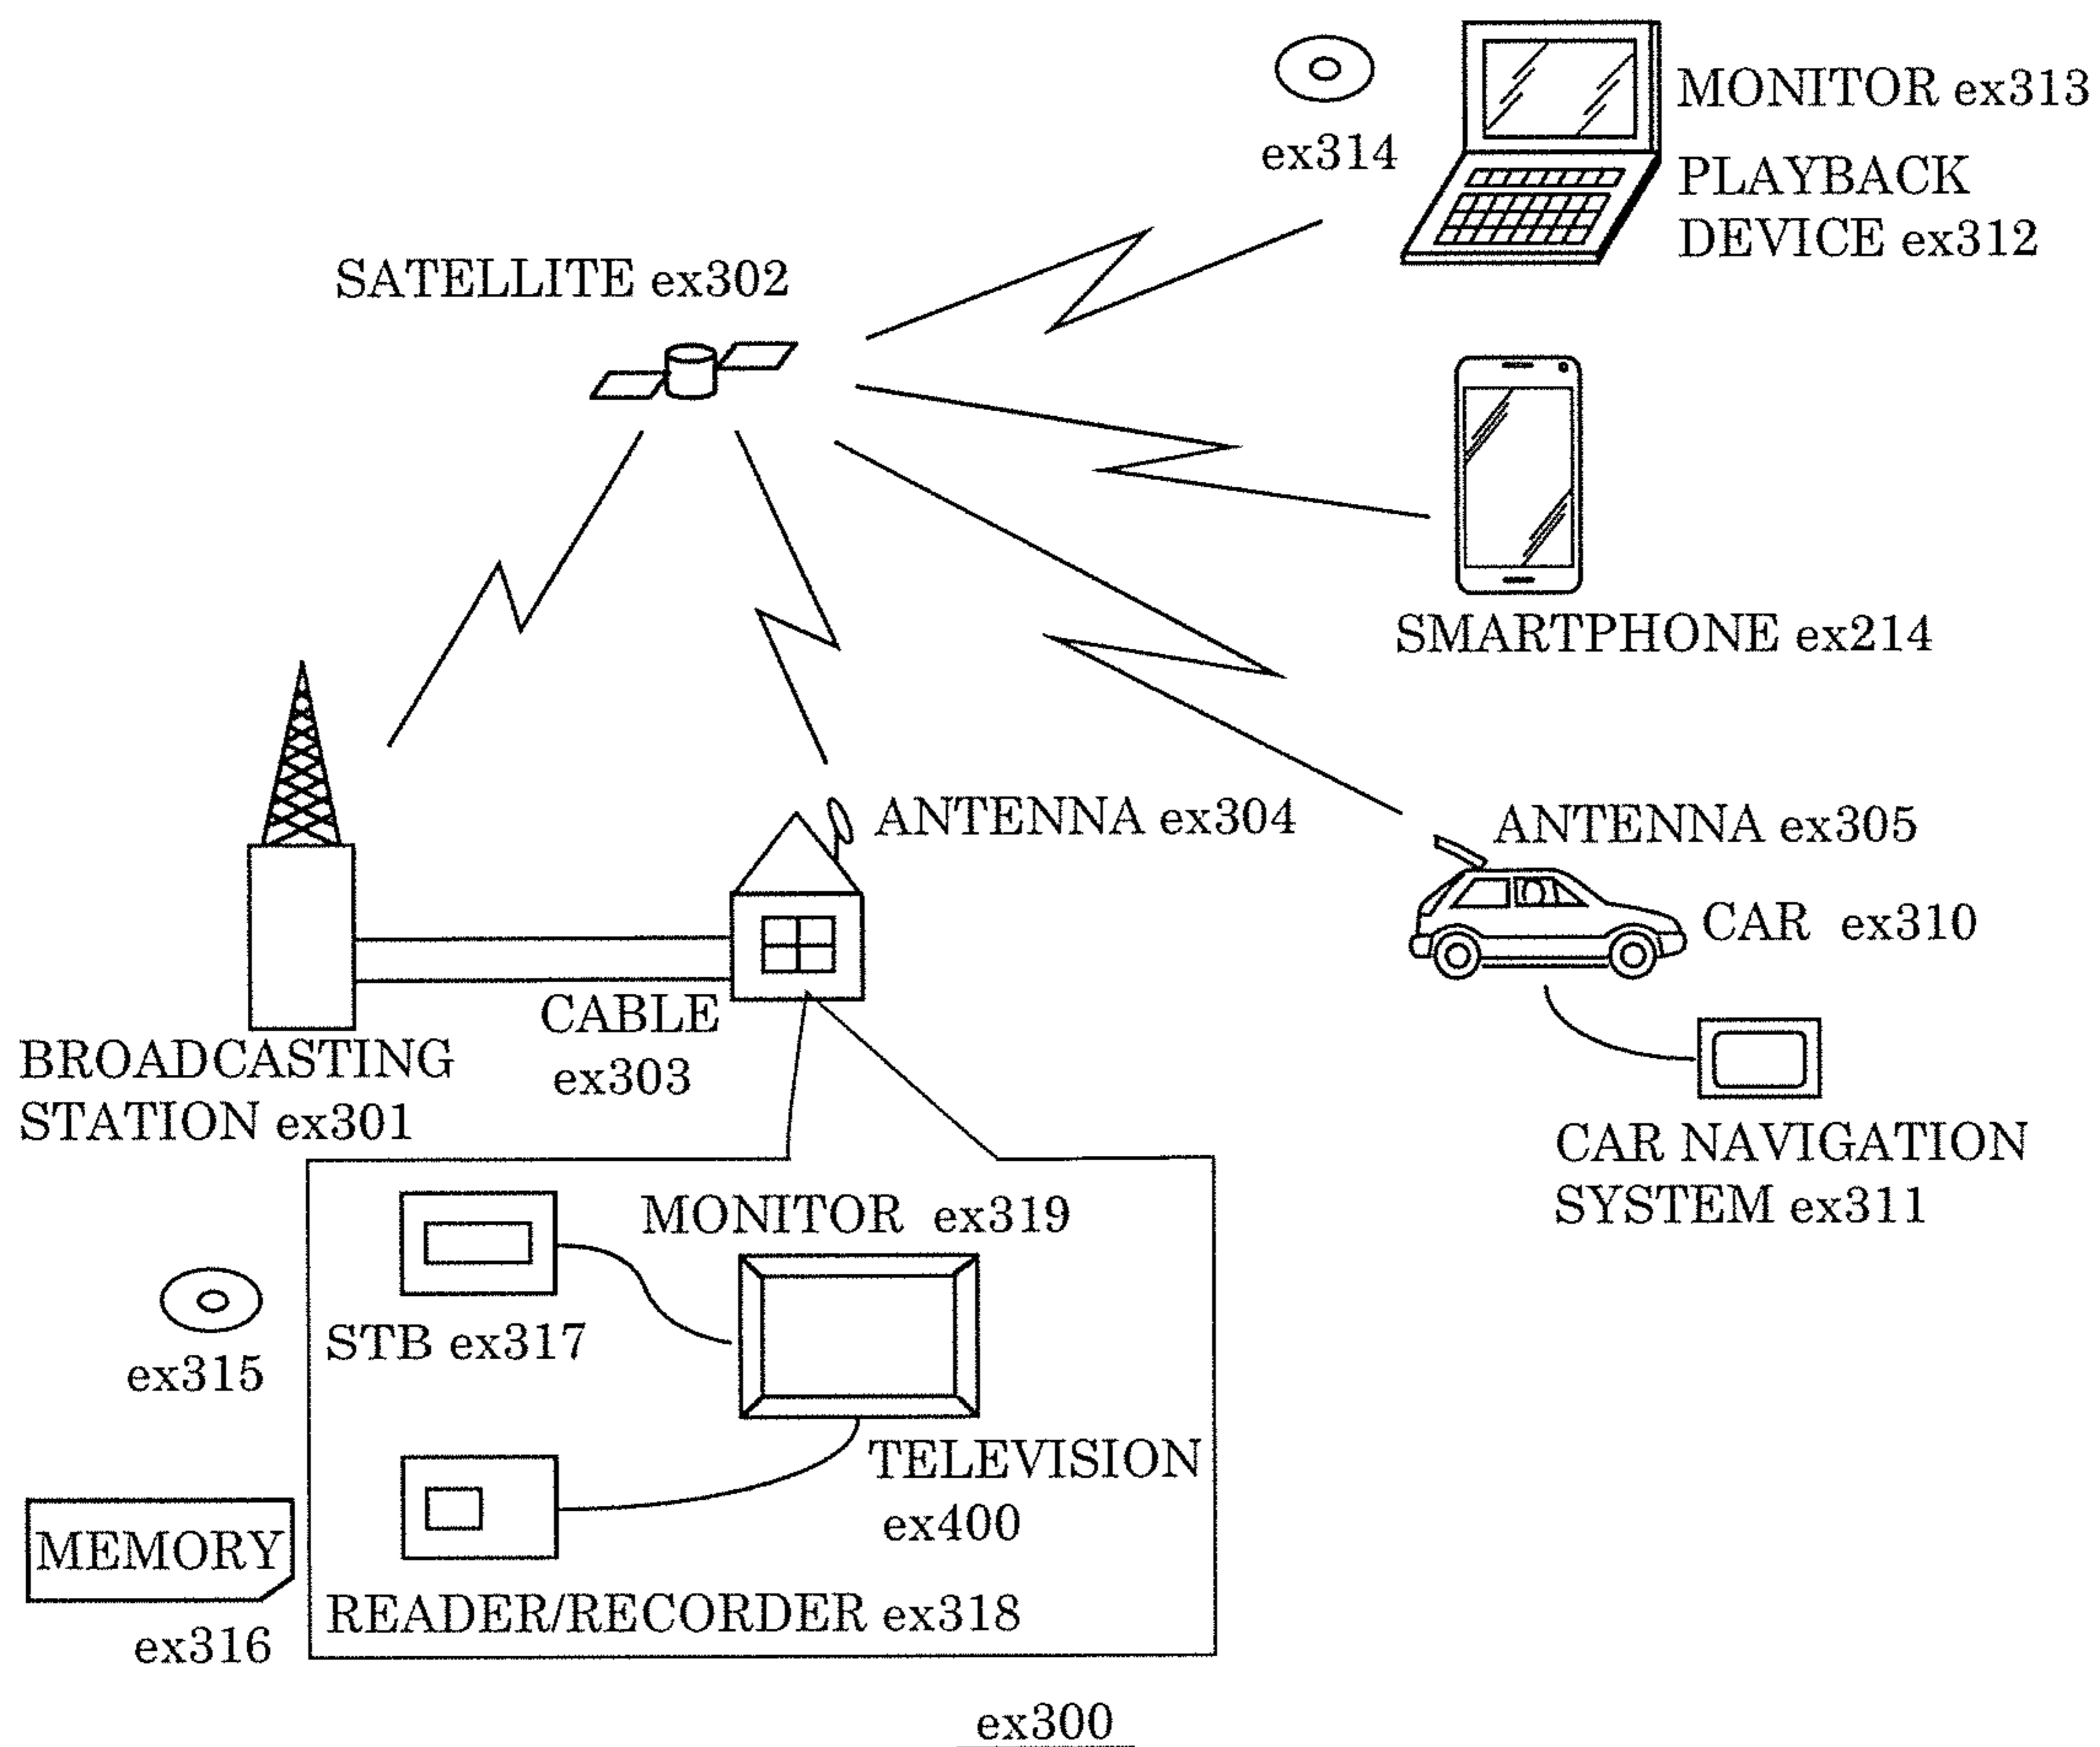 MONITOR ex313
ex314
PLAYBACK
DEVICE ex312
SATELLITE ex302
SMARTPHONE ex214
ANTENNA ex304
ANTENNA ex305
CAR ex310
CABLE
ex303
BROADCASTING
STATION ex301
CAR NAVIGATION
SYSTEM ex311
MONITOR ex319
STB ex317
ex315
TELEVISION
ex400
MEMORY
READER/RECORDER ex318
ex316
ex300